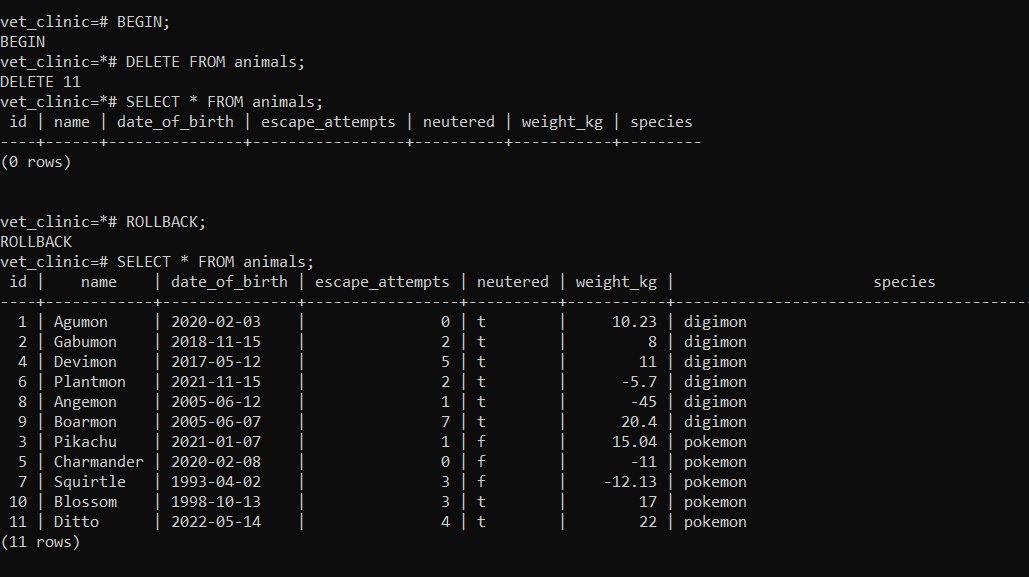 vet_clinic=# BEGIN;
BEGIN
vet_clinic=*# DELETE FROM animals;
DELETE 11
vet_clinic=*# SELECT * FROM animals;
 id | name | date_of_birth | escape_attempts | neutered | weight_kg | species
----+------+---------------+-----------------+----------+-----------+---------
(0 rows)


vet_clinic=*# ROLLBACK;
ROLLBACK
vet_clinic=# SELECT * FROM animals;
 id |    name    | date_of_birth | escape_attempts | neutered | weight_kg |                      species
----+------------+---------------+-----------------+----------+-----------+---------------------------------------
  1 | Agumon     | 2020-02-03    |               0 | t        |     10.23 | digimon
  2 | Gabumon    | 2018-11-15    |               2 | t        |         8 | digimon
  4 | Devimon    | 2017-05-12    |               5 | t        |        11 | digimon
  6 | Plantmon   | 2021-11-15    |               2 | t        |      -5.7 | digimon
  8 | Angemon    | 2005-06-12    |               1 | t        |       -45 | digimon
  9 | Boarmon    | 2005-06-07    |               7 | t        |      20.4 | digimon
  3 | Pikachu    | 2021-01-07    |               1 | f        |     15.04 | pokemon
  5 | Charmander | 2020-02-08    |               0 | f        |       -11 | pokemon
  7 | Squirtle   | 1993-04-02    |               3 | f        |    -12.13 | pokemon
 10 | Blossom    | 1998-10-13    |               3 | t        |        17 | pokemon
 11 | Ditto      | 2022-05-14    |               4 | t        |        22 | pokemon
(11 rows)